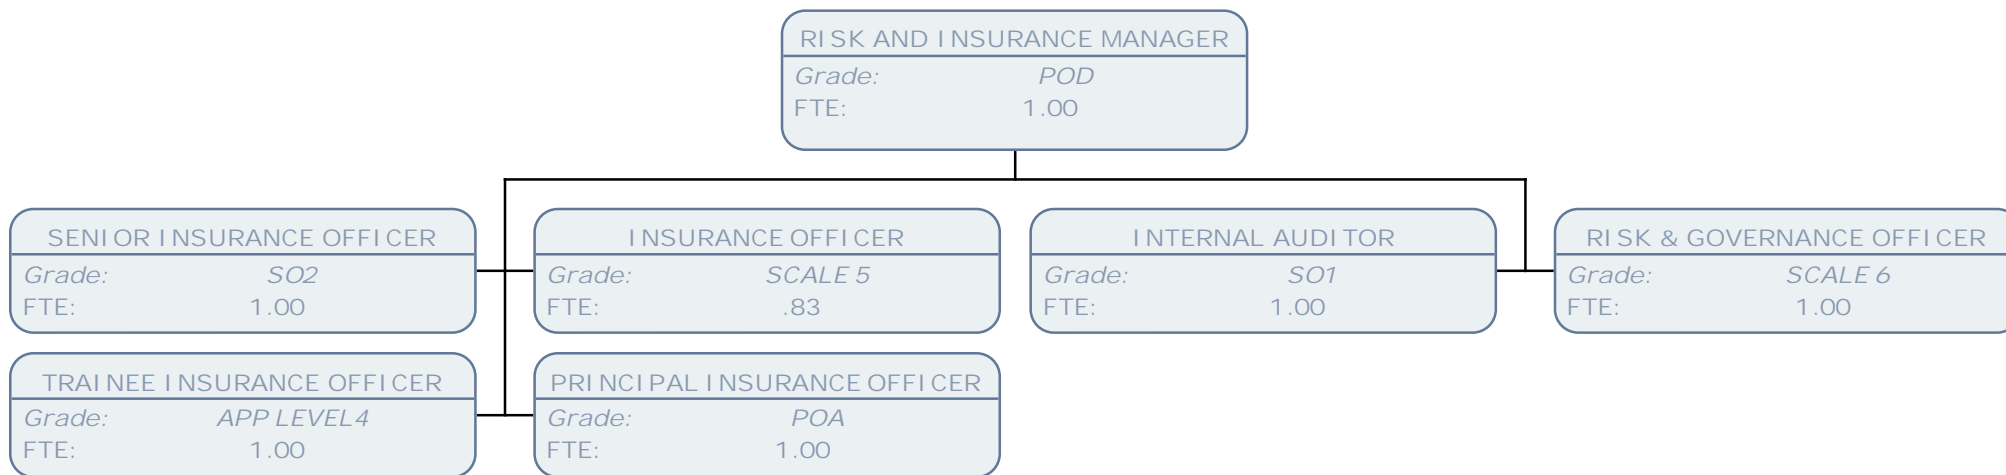 RISK AND INSURANCE MANAGER
Grade: POD
FTE: 1.00
SENIOR INSURANCE OFFICER
Grade: SO2
FTE: 1.00
INSURANCE OFFICER
Grade: SCALE 5
FTE: .83
INTERNAL AUDITOR
Grade: SO1
FTE: 1.00
RISK & GOVERNANCE OFFICER
Grade: SCALE 6
FTE: 1.00
TRAINEE INSURANCE OFFICER
Grade: APP LEVEL4
FTE: 1.00
PRINCIPAL INSURANCE OFFICER
Grade: POA
FTE: 1.00